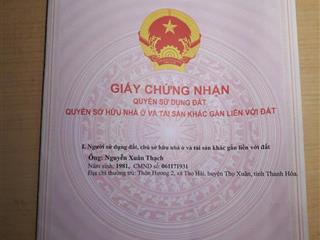 GIẤY CHỨNG NHẬN
QUYỀN SỬ DỤNG ĐẤT
QUYỀN SỞ HỮU NHÀ Ở VÀ TÀI SẢN KHÁC GẮN LIỀN VỚI ĐẤT
I. Người sử dụng đất, chủ sở hữu nhà ở và tài sản khác gắn liền với đất
Ông: Nguyễn Xuân Thạch
Năm sinh: 1981, CMND số: 061171931
Địa chỉ thường trú: Thôn Hương 2, xã Thọ Hải, huyện Thọ Xuân, tỉnh Thanh Hóa.